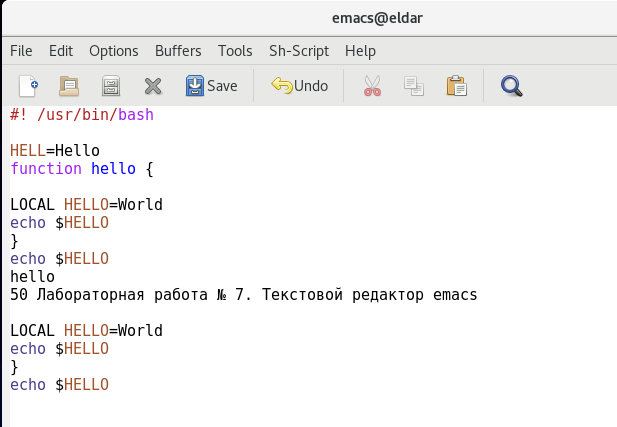 emacs@eldar
File Edit Options Buffers Tools Sh-Script Help
Save Undo
#! /usr/bin/bash
HELL=Hello
function hello {
LOCAL HELLO=World
echo $HELLO
}
echo $HELLO
hello
50 Лабораторная работа № 7. Текстовой редактор emacs
LOCAL HELLO=World
echo $HELLO
}
echo $HELLO